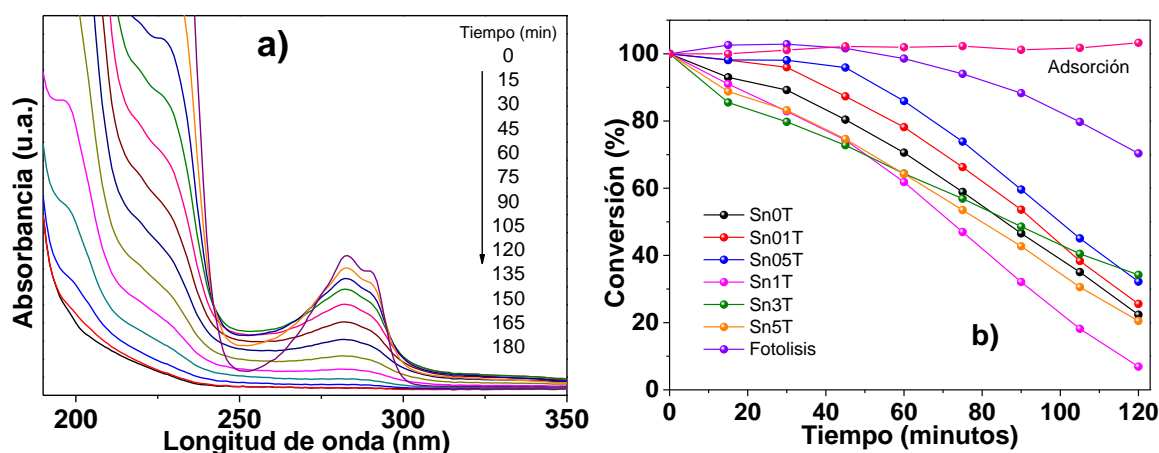 a)
Tiempo (min)
0
15
30
45
60
75
90
105
120
135
150
165
180
Absorbancia (u.a.)
200
250
300
350
Longitud de onda (nm)
100
80
60
40
20
0
Conversión (%)
Adsorción
Sn0T
Sn01T
Sn05T
Sn1T
Sn3T
Sn5T
Fotolisis
b)
0
20
40
60
80
100
120
Tiempo (minutos)